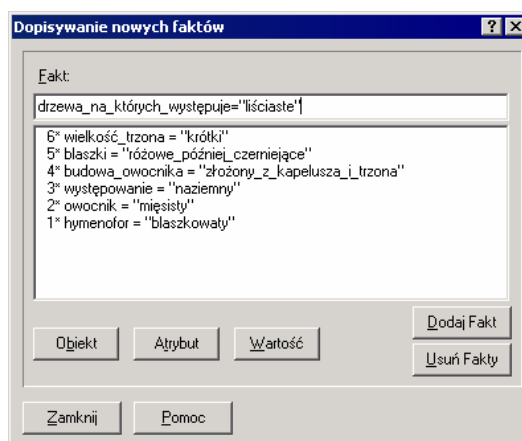 Dopisywanie nowych faktów
Fakt:
drzewa_na_których_występuje="liściaste"
6* wielkość_trzona = "krótki"
5* blaszki = "różowe_później_czerniejące"
4* budowa_owocnika = "złożony_z_kapelusza_i_trzona"
3* występowanie = "naziemny"
2* owocnik = "mięsisty"
1* hymenofor = "blaszkowaty"
Dodaj Fakt
Obiekt Atrybut Wartość
Usuń Fakty
Zamknij Pomoc